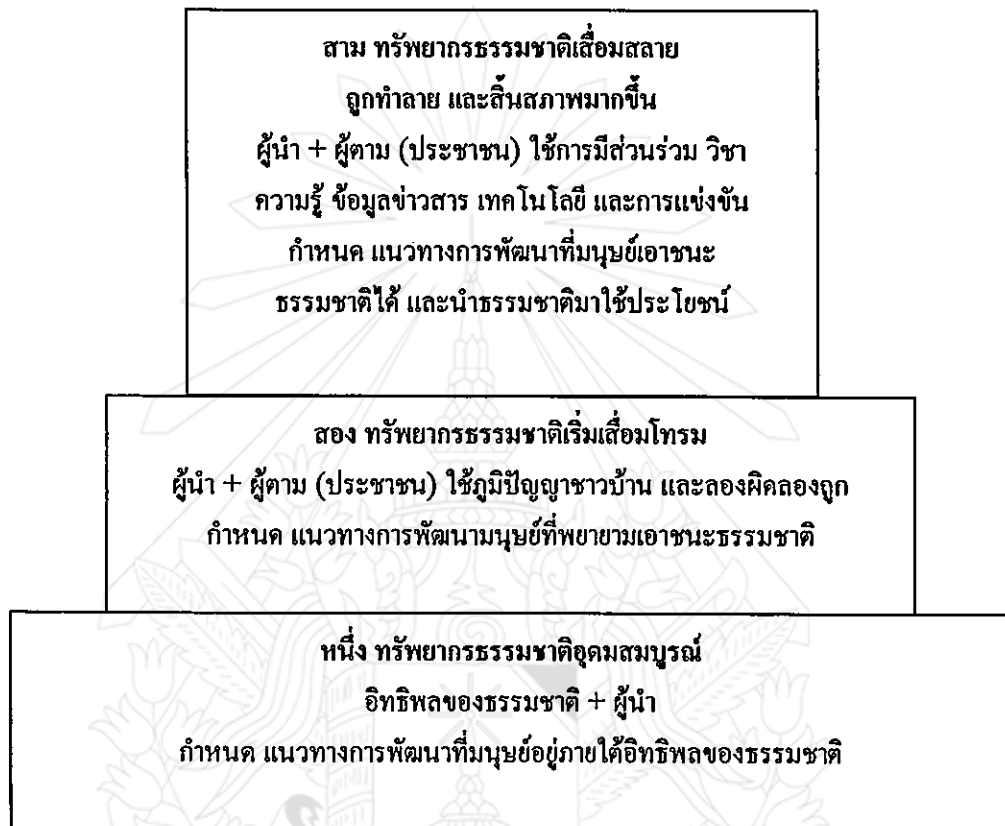 สาม ทรัพยากรธรรมชาติเสื่อมสลาย
ถูกทำลาย และสิ้นสภาพมากขึ้น
ผู้นำ + ผู้ตาม (ประชาชน) ใช้การมีส่วนร่วม วิชา
ความรู้ ข้อมูลข่าวสาร เทคโนโลยี และการแข่งขัน
กำหนด แนวทางการพัฒนาที่มนุษย์เอาชนะ
ธรรมชาติได้ และนำธรรมชาติมาใช้ประโยชน์
สอง ทรัพยากรธรรมชาติเริ่มเสื่อมโทรม
ผู้นำ + ผู้ตาม (ประชาชน) ใช้ภูมิปัญญาชาวบ้าน และลองผิดลองถูก
กำหนด แนวทางการพัฒนามนุษย์ที่พยายามเอาชนะธรรมชาติ
หนึ่ง ทรัพยากรธรรมชาติอุดมสมบูรณ์
อิทธิพลของธรรมชาติ + ผู้นำ
กำหนด แนวทางการพัฒนาที่มนุษย์อยู่ภายใต้อิทธิพลของธรรมชาติ